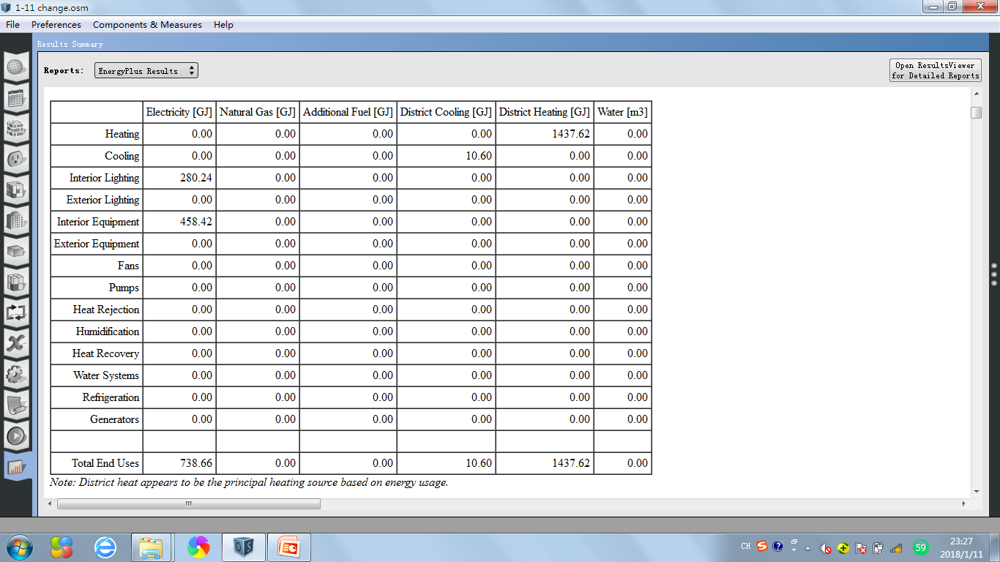 1-11 change.osm
File Preferences Components & Measures Help
Results Summary
Reports: EnergyPlus Results
Open ResultsViewer
for Detailed Reports
Electricity [GJ] Natural Gas [GJ] Additional Fuel [GJ] District Cooling [GJ] District Heating [GJ] Water [m3]
Heating 0.00 0.00 0.00 0.00 1437.62 0.00
Cooling 0.00 0.00 0.00 10.60 0.00 0.00
Interior Lighting 280.24 0.00 0.00 0.00 0.00 0.00
Exterior Lighting 0.00 0.00 0.00 0.00 0.00 0.00
Interior Equipment 458.42 0.00 0.00 0.00 0.00 0.00
Exterior Equipment 0.00 0.00 0.00 0.00 0.00 0.00
Fans 0.00 0.00 0.00 0.00 0.00 0.00
Pumps 0.00 0.00 0.00 0.00 0.00 0.00
Heat Rejection 0.00 0.00 0.00 0.00 0.00 0.00
Humidification 0.00 0.00 0.00 0.00 0.00 0.00
Heat Recovery 0.00 0.00 0.00 0.00 0.00 0.00
Water Systems 0.00 0.00 0.00 0.00 0.00 0.00
Refrigeration 0.00 0.00 0.00 0.00 0.00 0.00
Generators 0.00 0.00 0.00 0.00 0.00 0.00
Total End Uses 738.66 0.00 0.00 10.60 1437.62 0.00
Note: District heat appears to be the principal heating source based on energy usage.
CH 59 23:27
2018/1/11